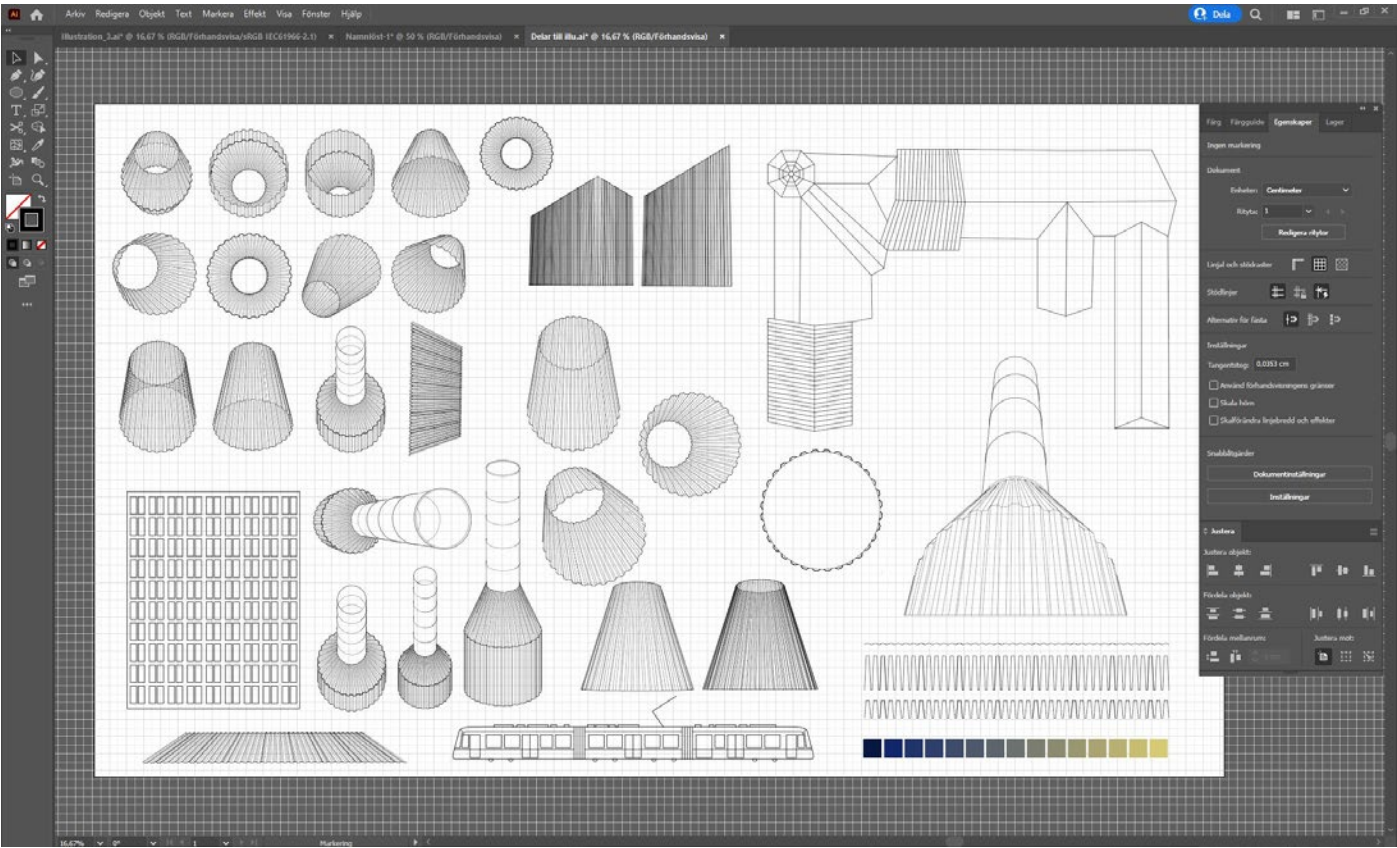 Ai Arkiv Redigera Objekt Text Markera Effekt Visa Fönster Hjälp Dela
Illustration_3.ai* @ 16,67 % (RGB/Förhandsvisa/sRGB IEC61966-2.1) × Namnlöst-1* @ 50 % (RGB/Förhandsvisa) × Delar till illu.ai* @ 16,67 % (RGB/Förhandsvisa) ×
Färg Färgguide Egenskaper Lager
Ingen markering
Dokument
Enheter: Centimeter
Rityta: 1
Redigera ritytor
Linjal och stödraster
Stödlinjer
Alternativ för fästa
Inställningar
Tangentsteg: 0,0353 cm
Använd förhandsvisningens gränser
Skala hörn
Skalförändra linjebredd och effekter
Snabbåtgärder
Dokumentinställningar
Inställningar
Justera
Justera objekt:
Fördela objekt:
Fördela mellanrum: Justera mot:
16,67% 0° 1 Markering